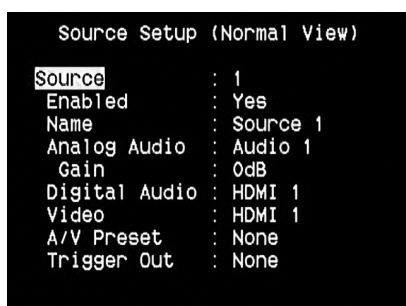 Source Setup (Normal View)
Source : 1
Enabled : Yes
Name : Source 1
Analog Audio : Audio 1
Gain : 0dB
Digital Audio : HDMI 1
Video : HDMI 1
A/V Preset : None
Trigger Out : None